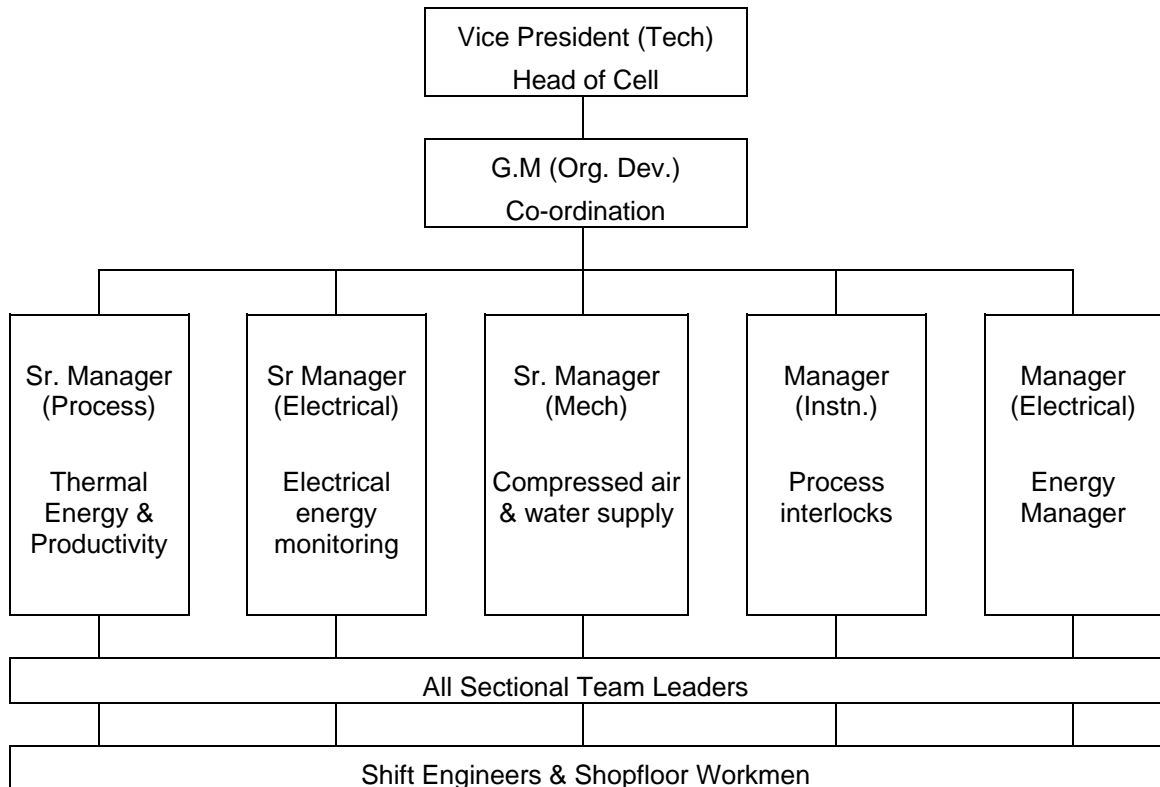 Vice President (Tech)
Head of Cell
G.M (Org. Dev.)
Co-ordination
Sr. Manager
(Process)
Thermal
Energy &
Productivity
Sr Manager
(Electrical)
Electrical
energy
monitoring
Sr. Manager
(Mech)
Compressed air
& water supply
Manager
(Instn.)
Process
interlocks
Manager
(Electrical)
Energy
Manager
All Sectional Team Leaders
Shift Engineers & Shopfloor Workmen